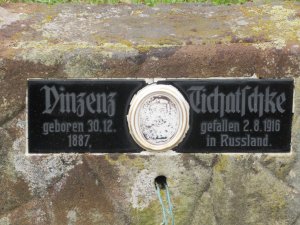 Vinzenz Tichatschke
geboren 30.12. gefallen 2.8.1916
1887. in Russland.